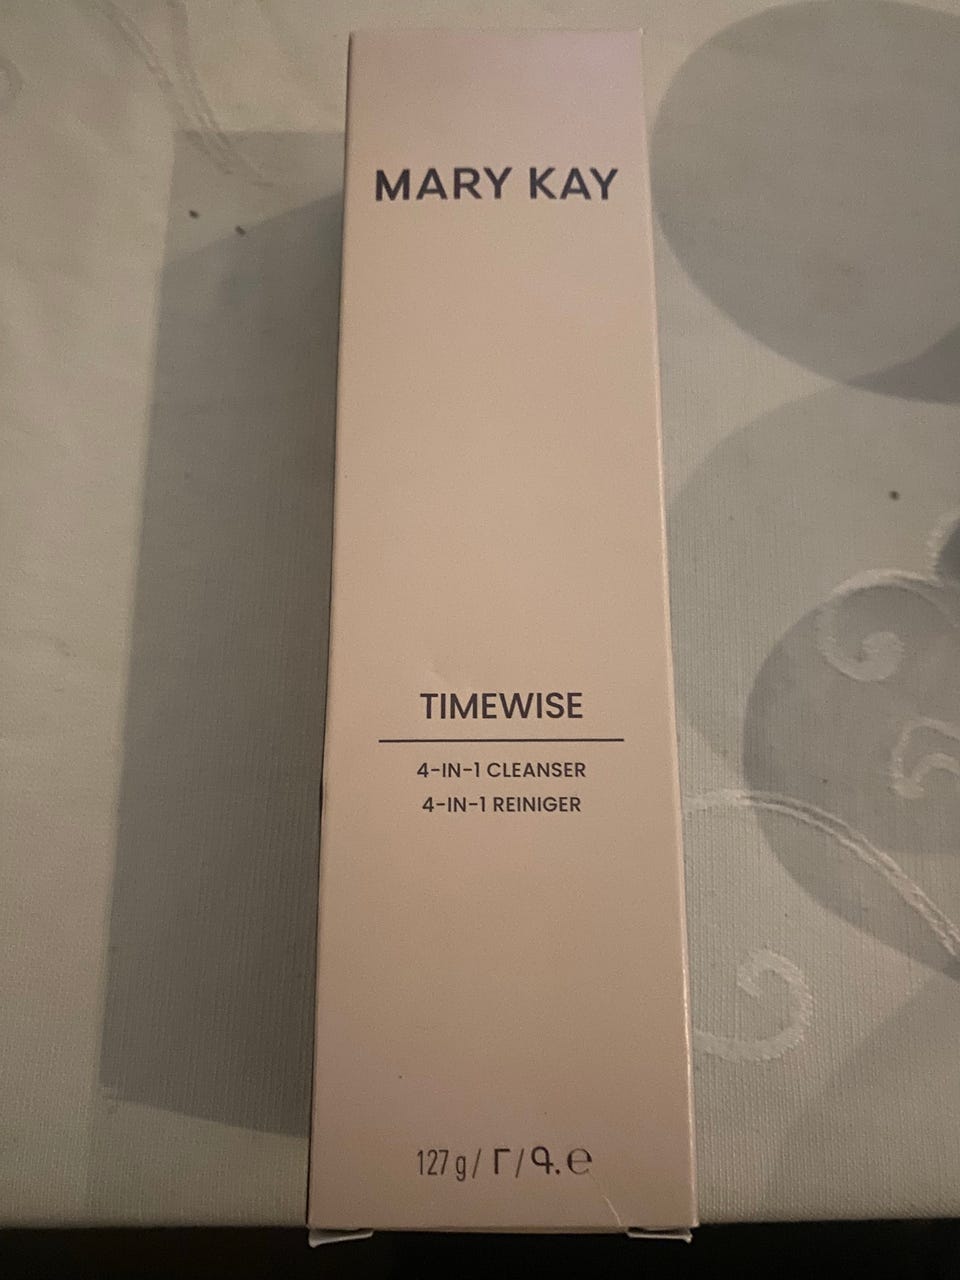 MARY KAY
TIMEWISE
4-IN-1 CLEANSER
4-IN-1 REINIGER
127 g / Г / Գ. ℮